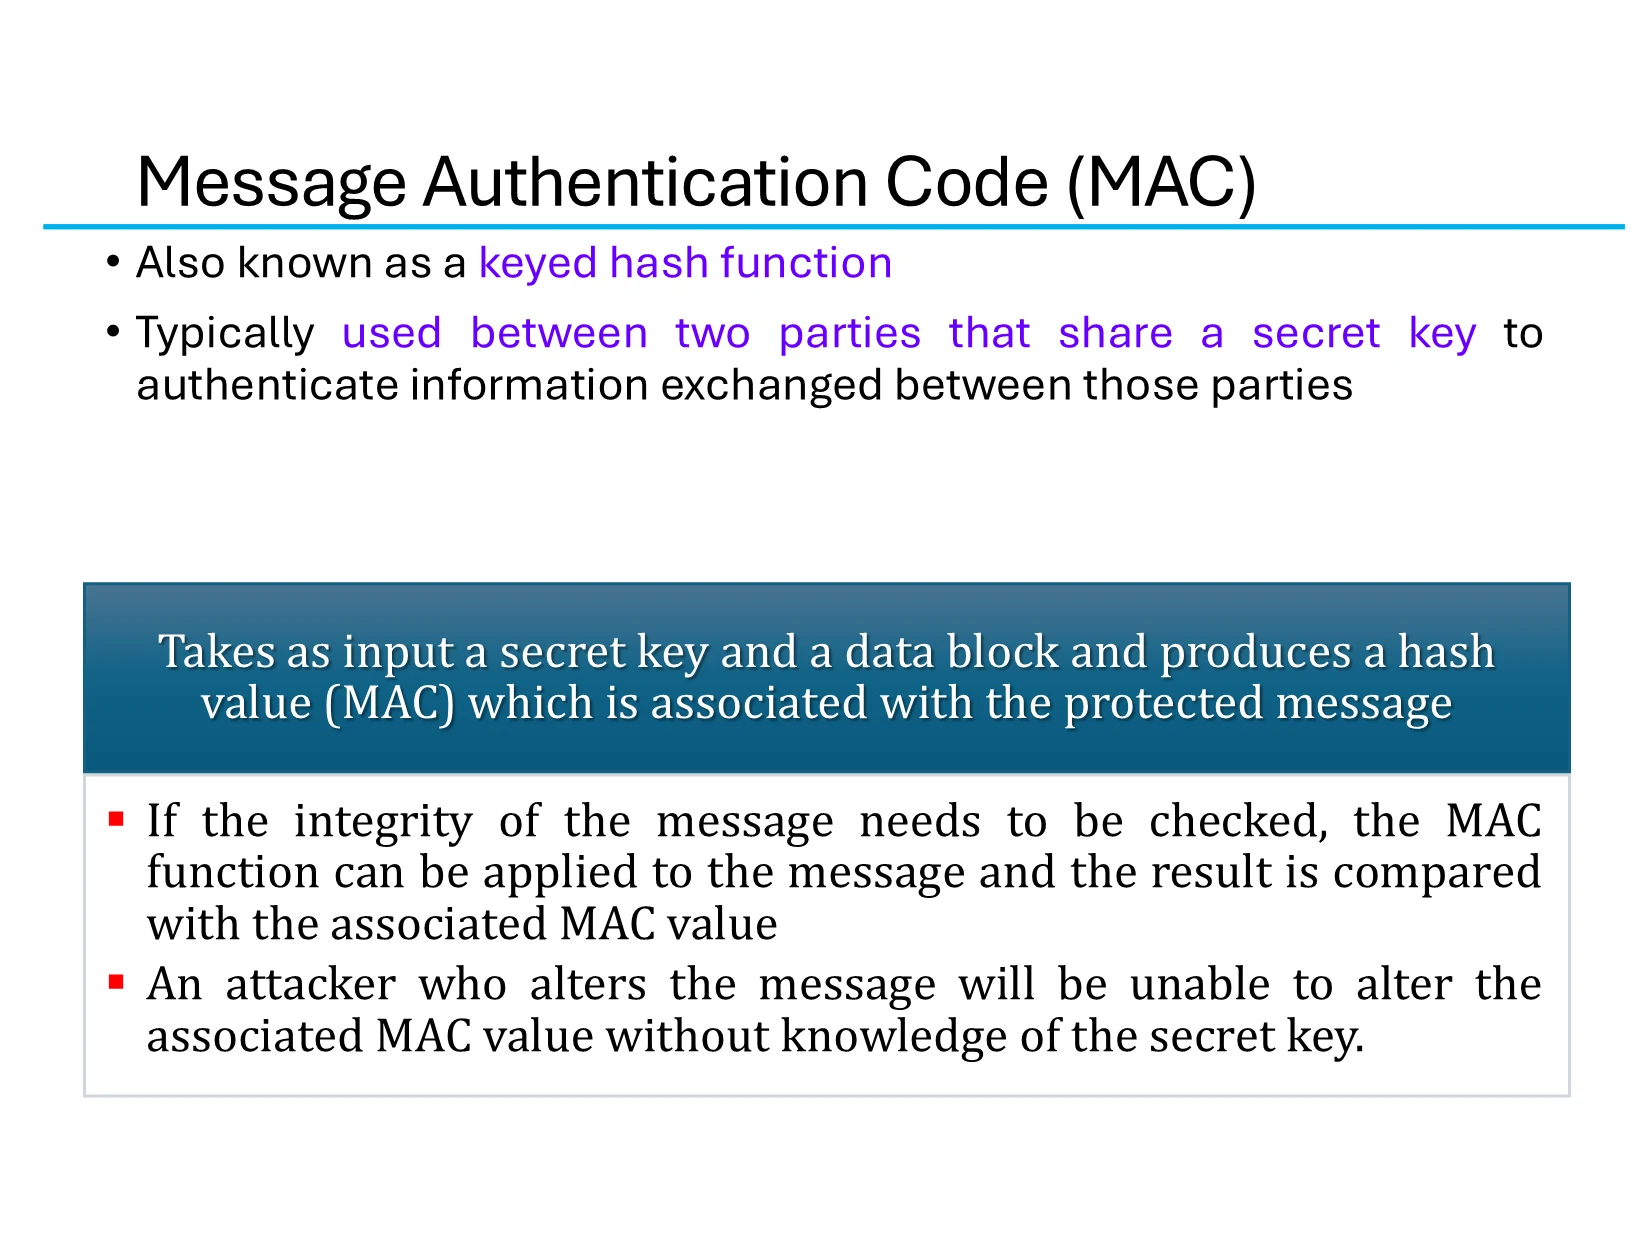 Message Authentication Code (MAC)
• Also known as a keyed hash function
• Typically used between two parties that share a secret key to
authenticate information exchanged between those parties
Takes as input a secret key and a data block and produces a hash
value (MAC) which is associated with the protected message
▪ If the integrity of the message needs to be checked, the MAC
function can be applied to the message and the result is compared
with the associated MAC value
▪ An attacker who alters the message will be unable to alter the
associated MAC value without knowledge of the secret key.